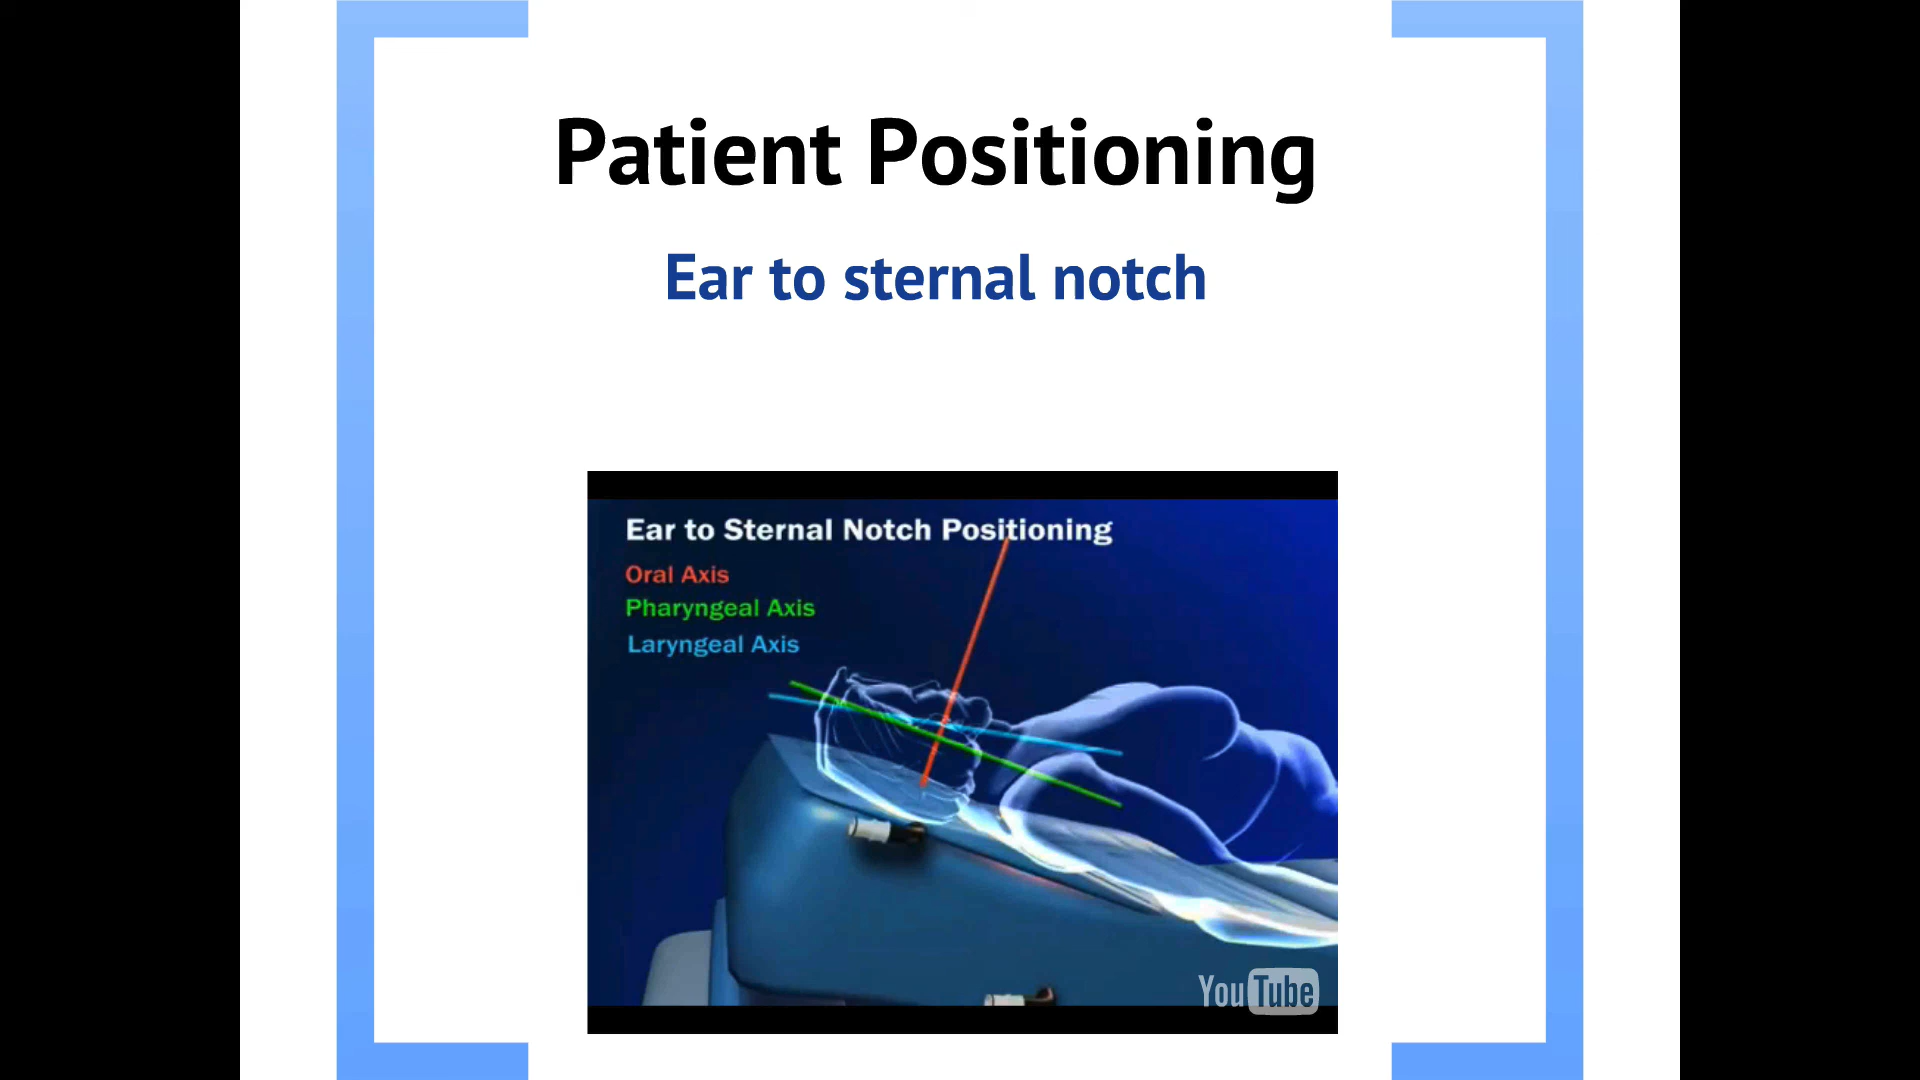 Patient Positioning
Ear to sternal notch
Ear to Sternal Notch Positioning
Oral Axis
Pharyngeal Axis
Laryngeal Axis
YouTube